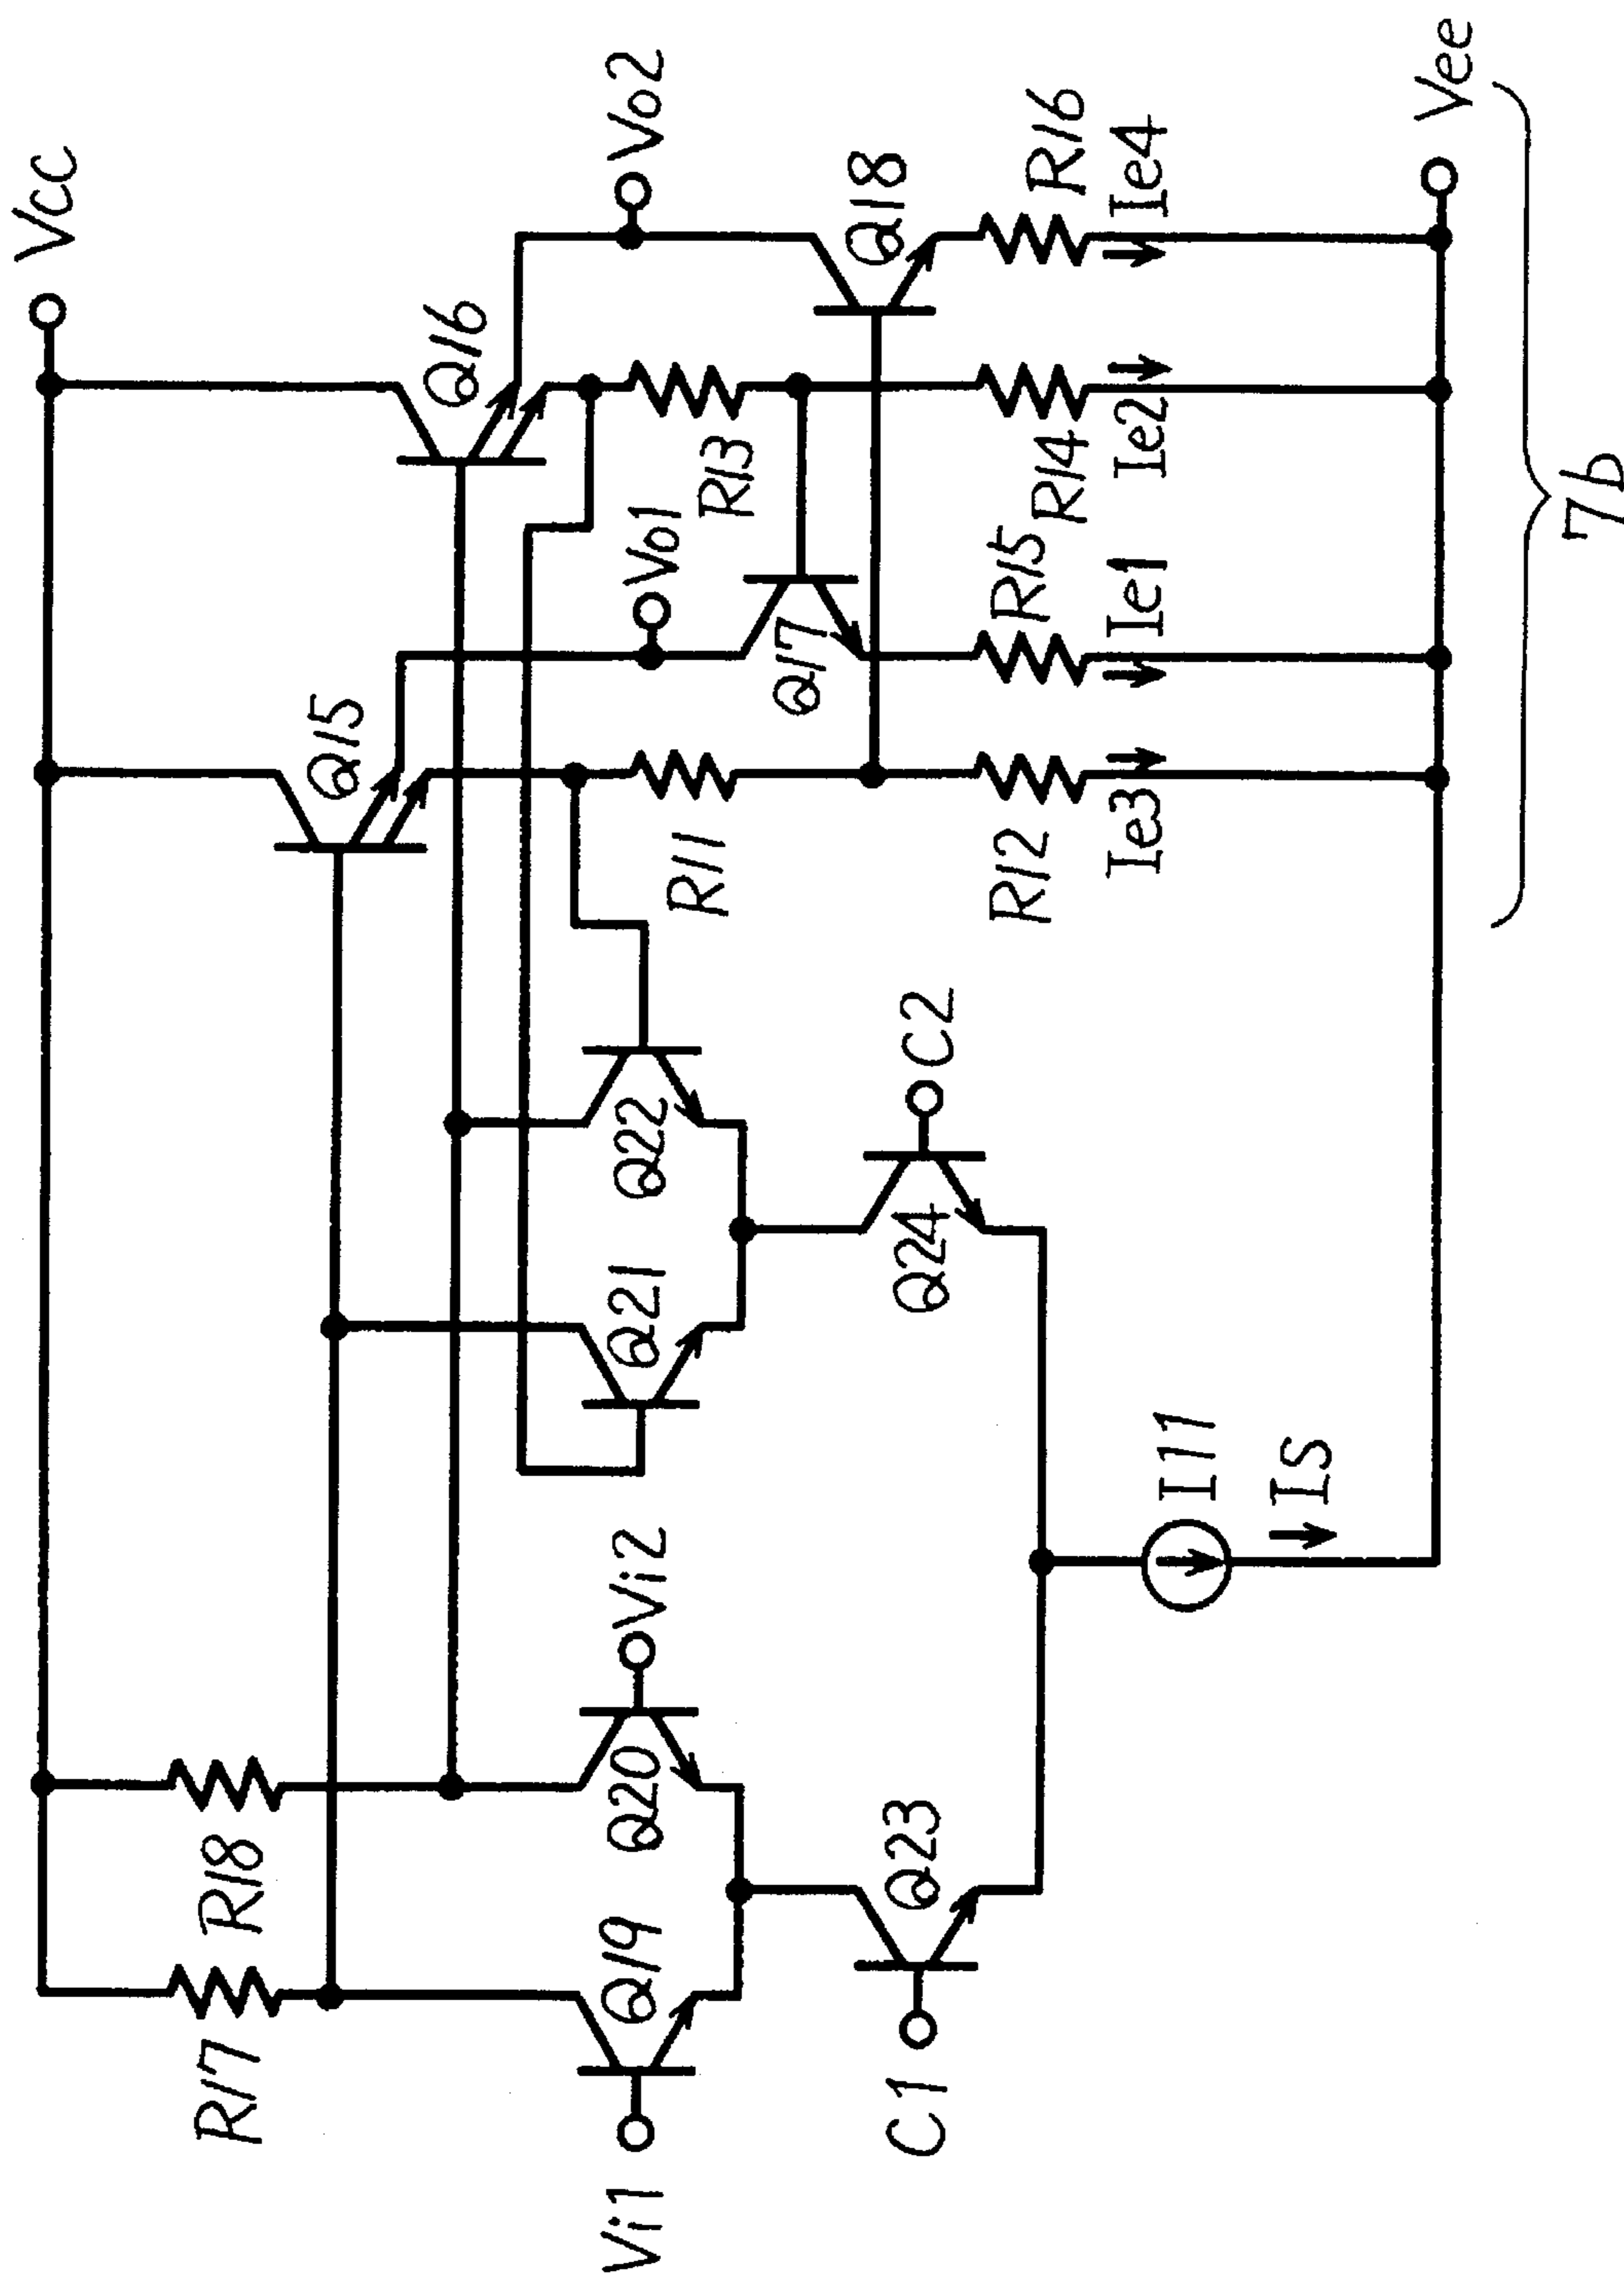 Vcc
R17
R18
Q15
Q16
Vi1
Q19
Q20
Vi2
Q21
Q22
R11
Vo1
R13
Vo2
Q17
Q18
C1
Q23
Q24
C2
R12
R15
R14
R16
I11
IS
Ie3
Ie1
Ie2
Ie4
Vee
7b